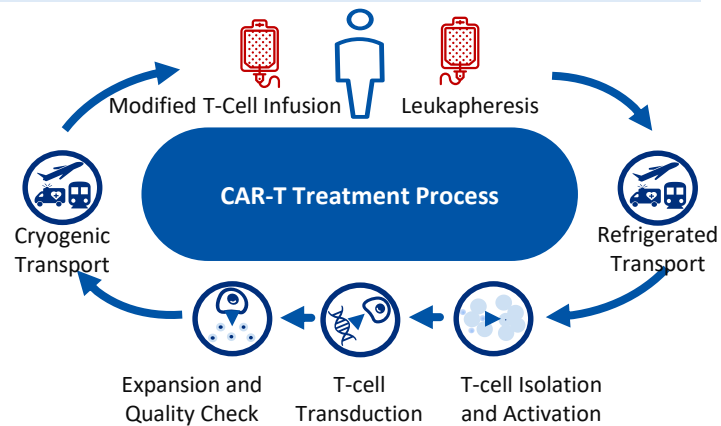 Modified T-Cell Infusion
Leukapheresis
CAR-T Treatment Process
Cryogenic
Transport
Refrigerated
Transport
Expansion and
Quality Check
T-cell
Transduction
T-cell Isolation
and Activation